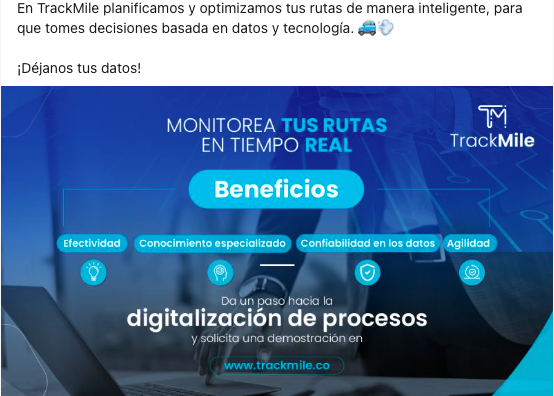 En TrackMile planificamos y optimizamos tus rutas de manera inteligente, para
que tomes decisiones basada en datos y tecnología. 🚙💨
¡Déjanos tus datos!
MONITOREA TUS RUTAS
EN TIEMPO REAL
TM
TrackMile
Beneficios
Efectividad
Conocimiento especializado
Confiabilidad en los datos
Agilidad
Da un paso hacia la
digitalización de procesos
y solicita una demostración en
www.trackmile.co